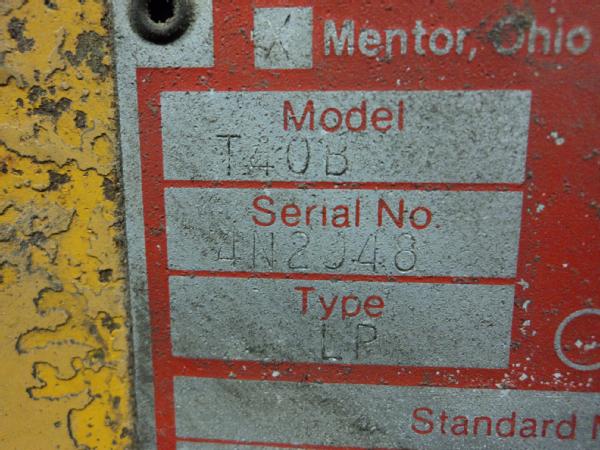 X Mentor, Ohio
Model
T40B
Serial No.
4N2J48
Type
LP
Standard